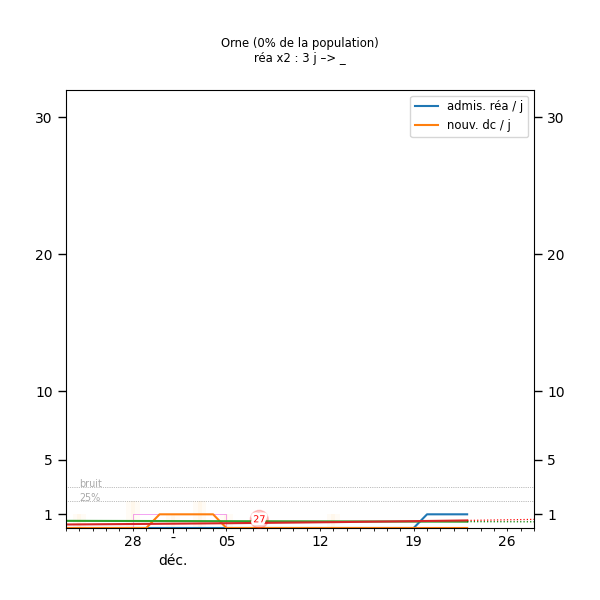 Orne (0% de la population)
réa x2 : 3 j –> _
admis. réa / j
nouv. dc / j
30 30
20 20
10 10
5 5
bruit
25%
1 27 1
28 - 05 12 19 26
déc.